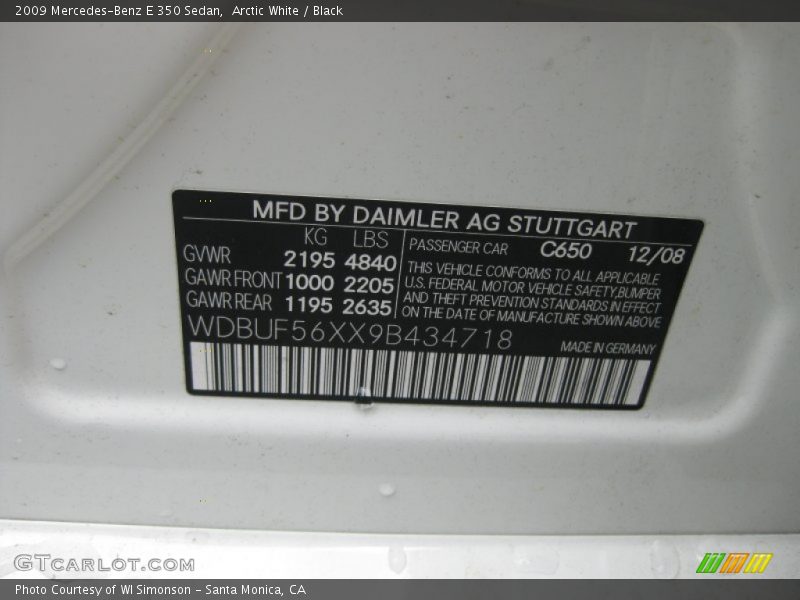 2009 Mercedes-Benz E 350 Sedan,  Arctic White / Black
MFD BY DAIMLER AG STUTTGART
KG LBS
GVWR 2195 4840
GAWR FRONT 1000 2205
GAWR REAR 1195 2635
PASSENGER CAR C650 12/08
THIS VEHICLE CONFORMS TO ALL APPLICABLE
U.S. FEDERAL MOTOR VEHICLE SAFETY,BUMPER
AND THEFT PREVENTION STANDARDS IN EFFECT
ON THE DATE OF MANUFACTURE SHOWN ABOVE
WDBUF56XX9B434718
MADE IN GERMANY
GTCARLOT.COM
Photo Courtesy of WI Simonson - Santa Monica, CA